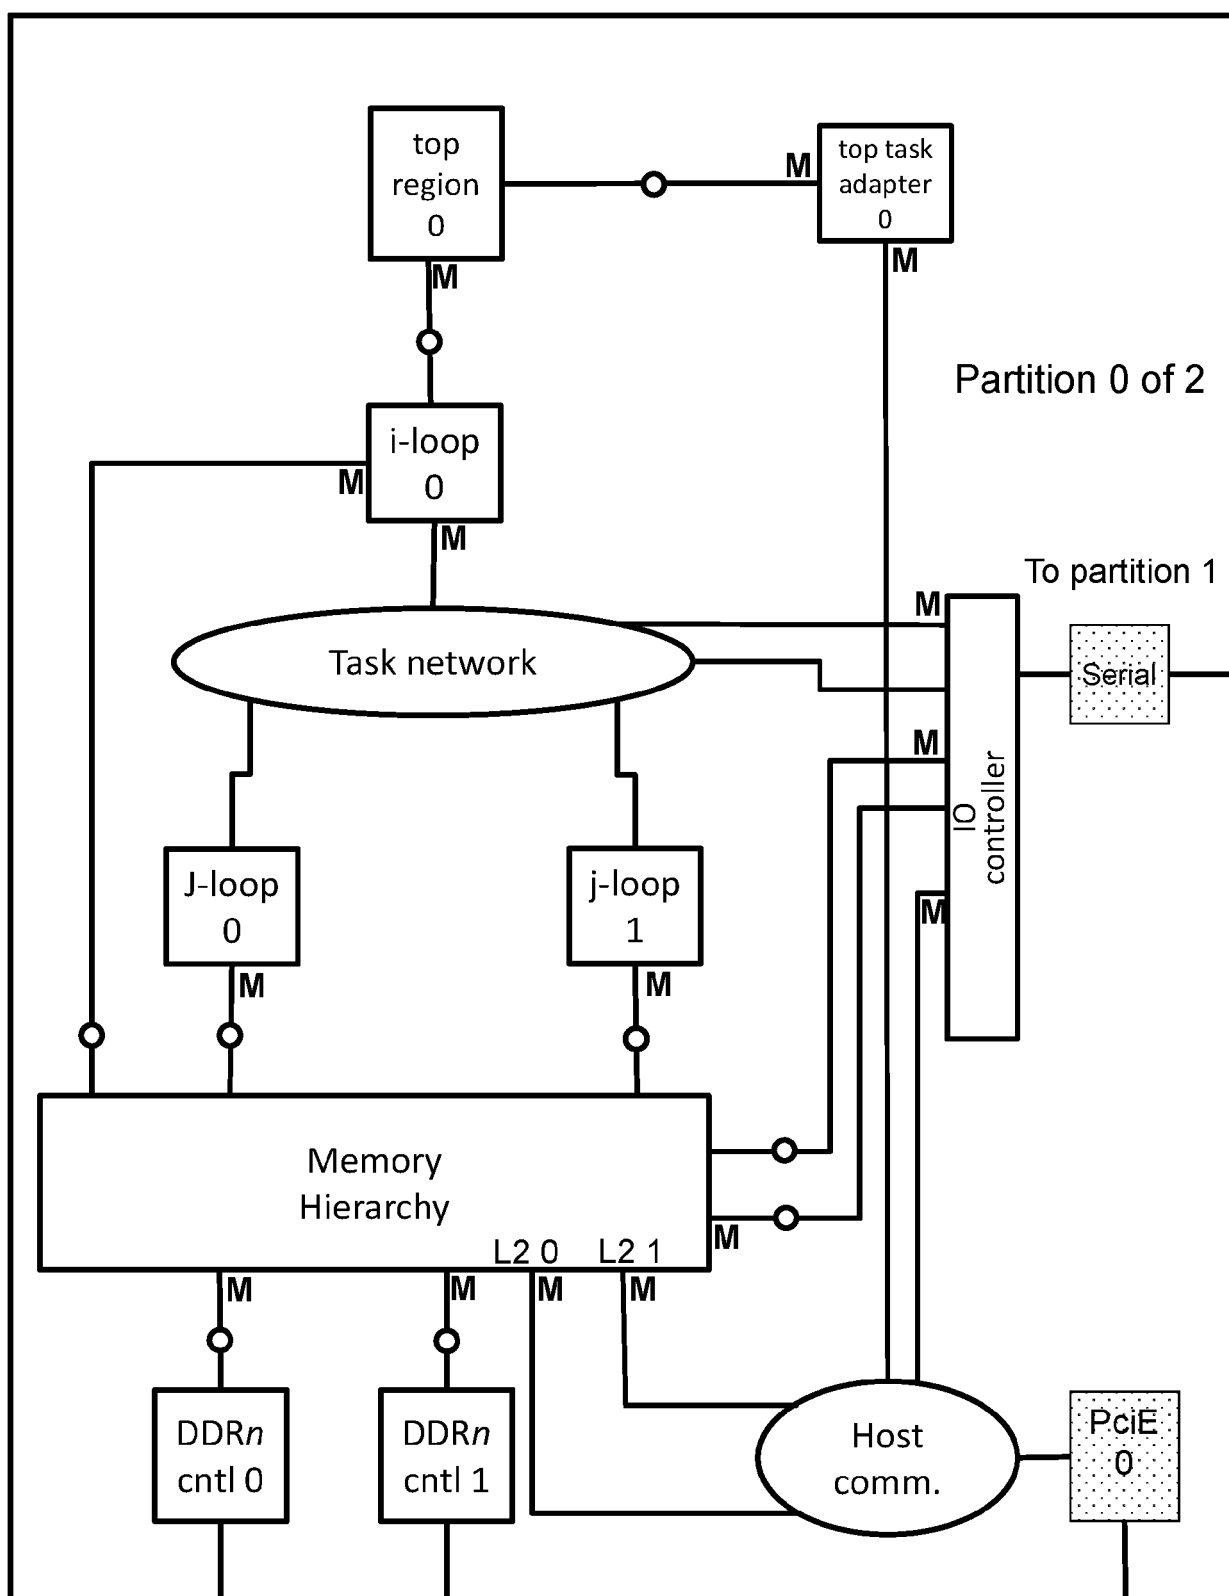 top
region
0
M
top task
adapter
0
M
M
Partition 0 of 2
i-loop
0
M
M
To partition 1
M
Task network
Serial
M
IO
controller
J-loop
0
j-loop
1
M
M
M
Memory
Hierarchy
L2 0
L2 1
M
M
M
M
M
DDRn
cntl 0
DDRn
cntl 1
Host
comm.
PciE
0